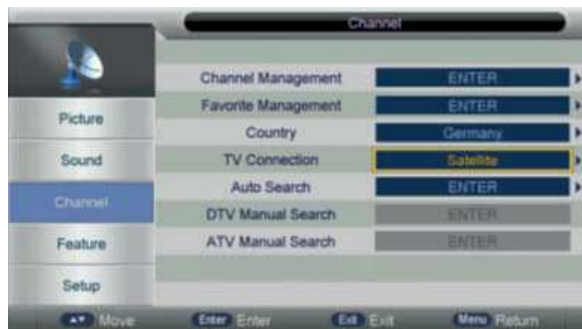 Channel
Channel Management ENTER
Favorite Management ENTER
Picture
Country Germany
Sound
TV Connection Satellite
Auto Search ENTER
Channel
DTV Manual Search ENTER
Feature
ATV Manual Search ENTER
Setup
Move Enter Enter Exit Exit Menu Return